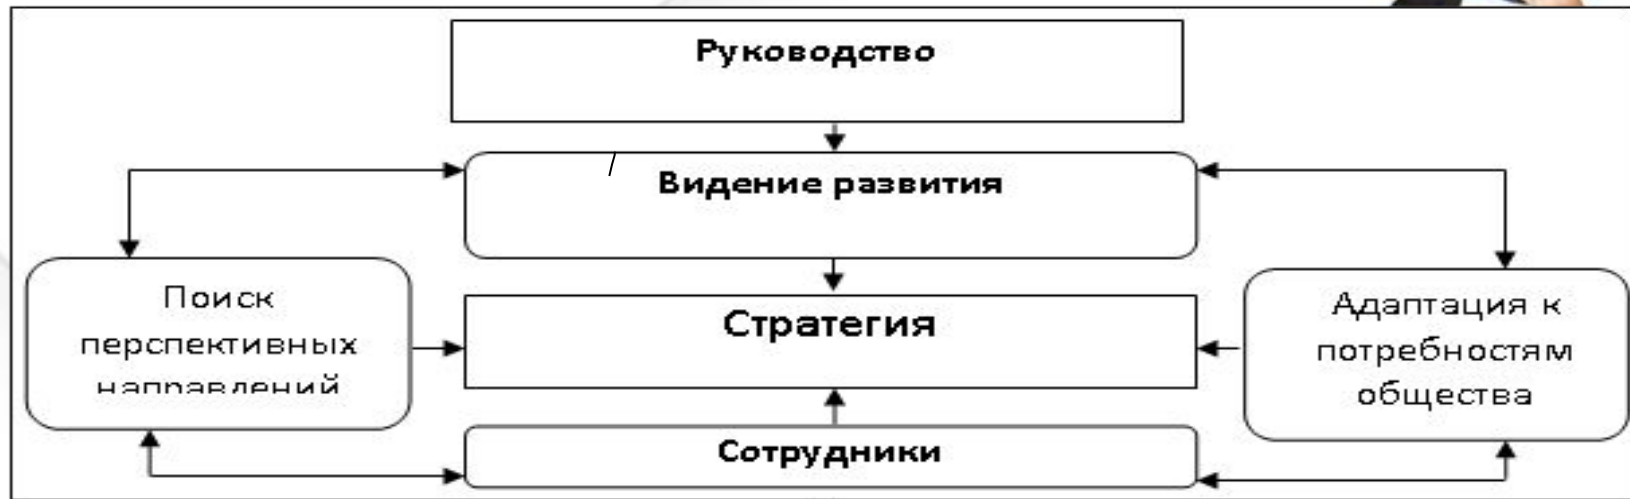 Руководство
Видение развития
Поиск
перспективных
направлений
Стратегия
Адаптация к
потребностям
общества
Сотрудники